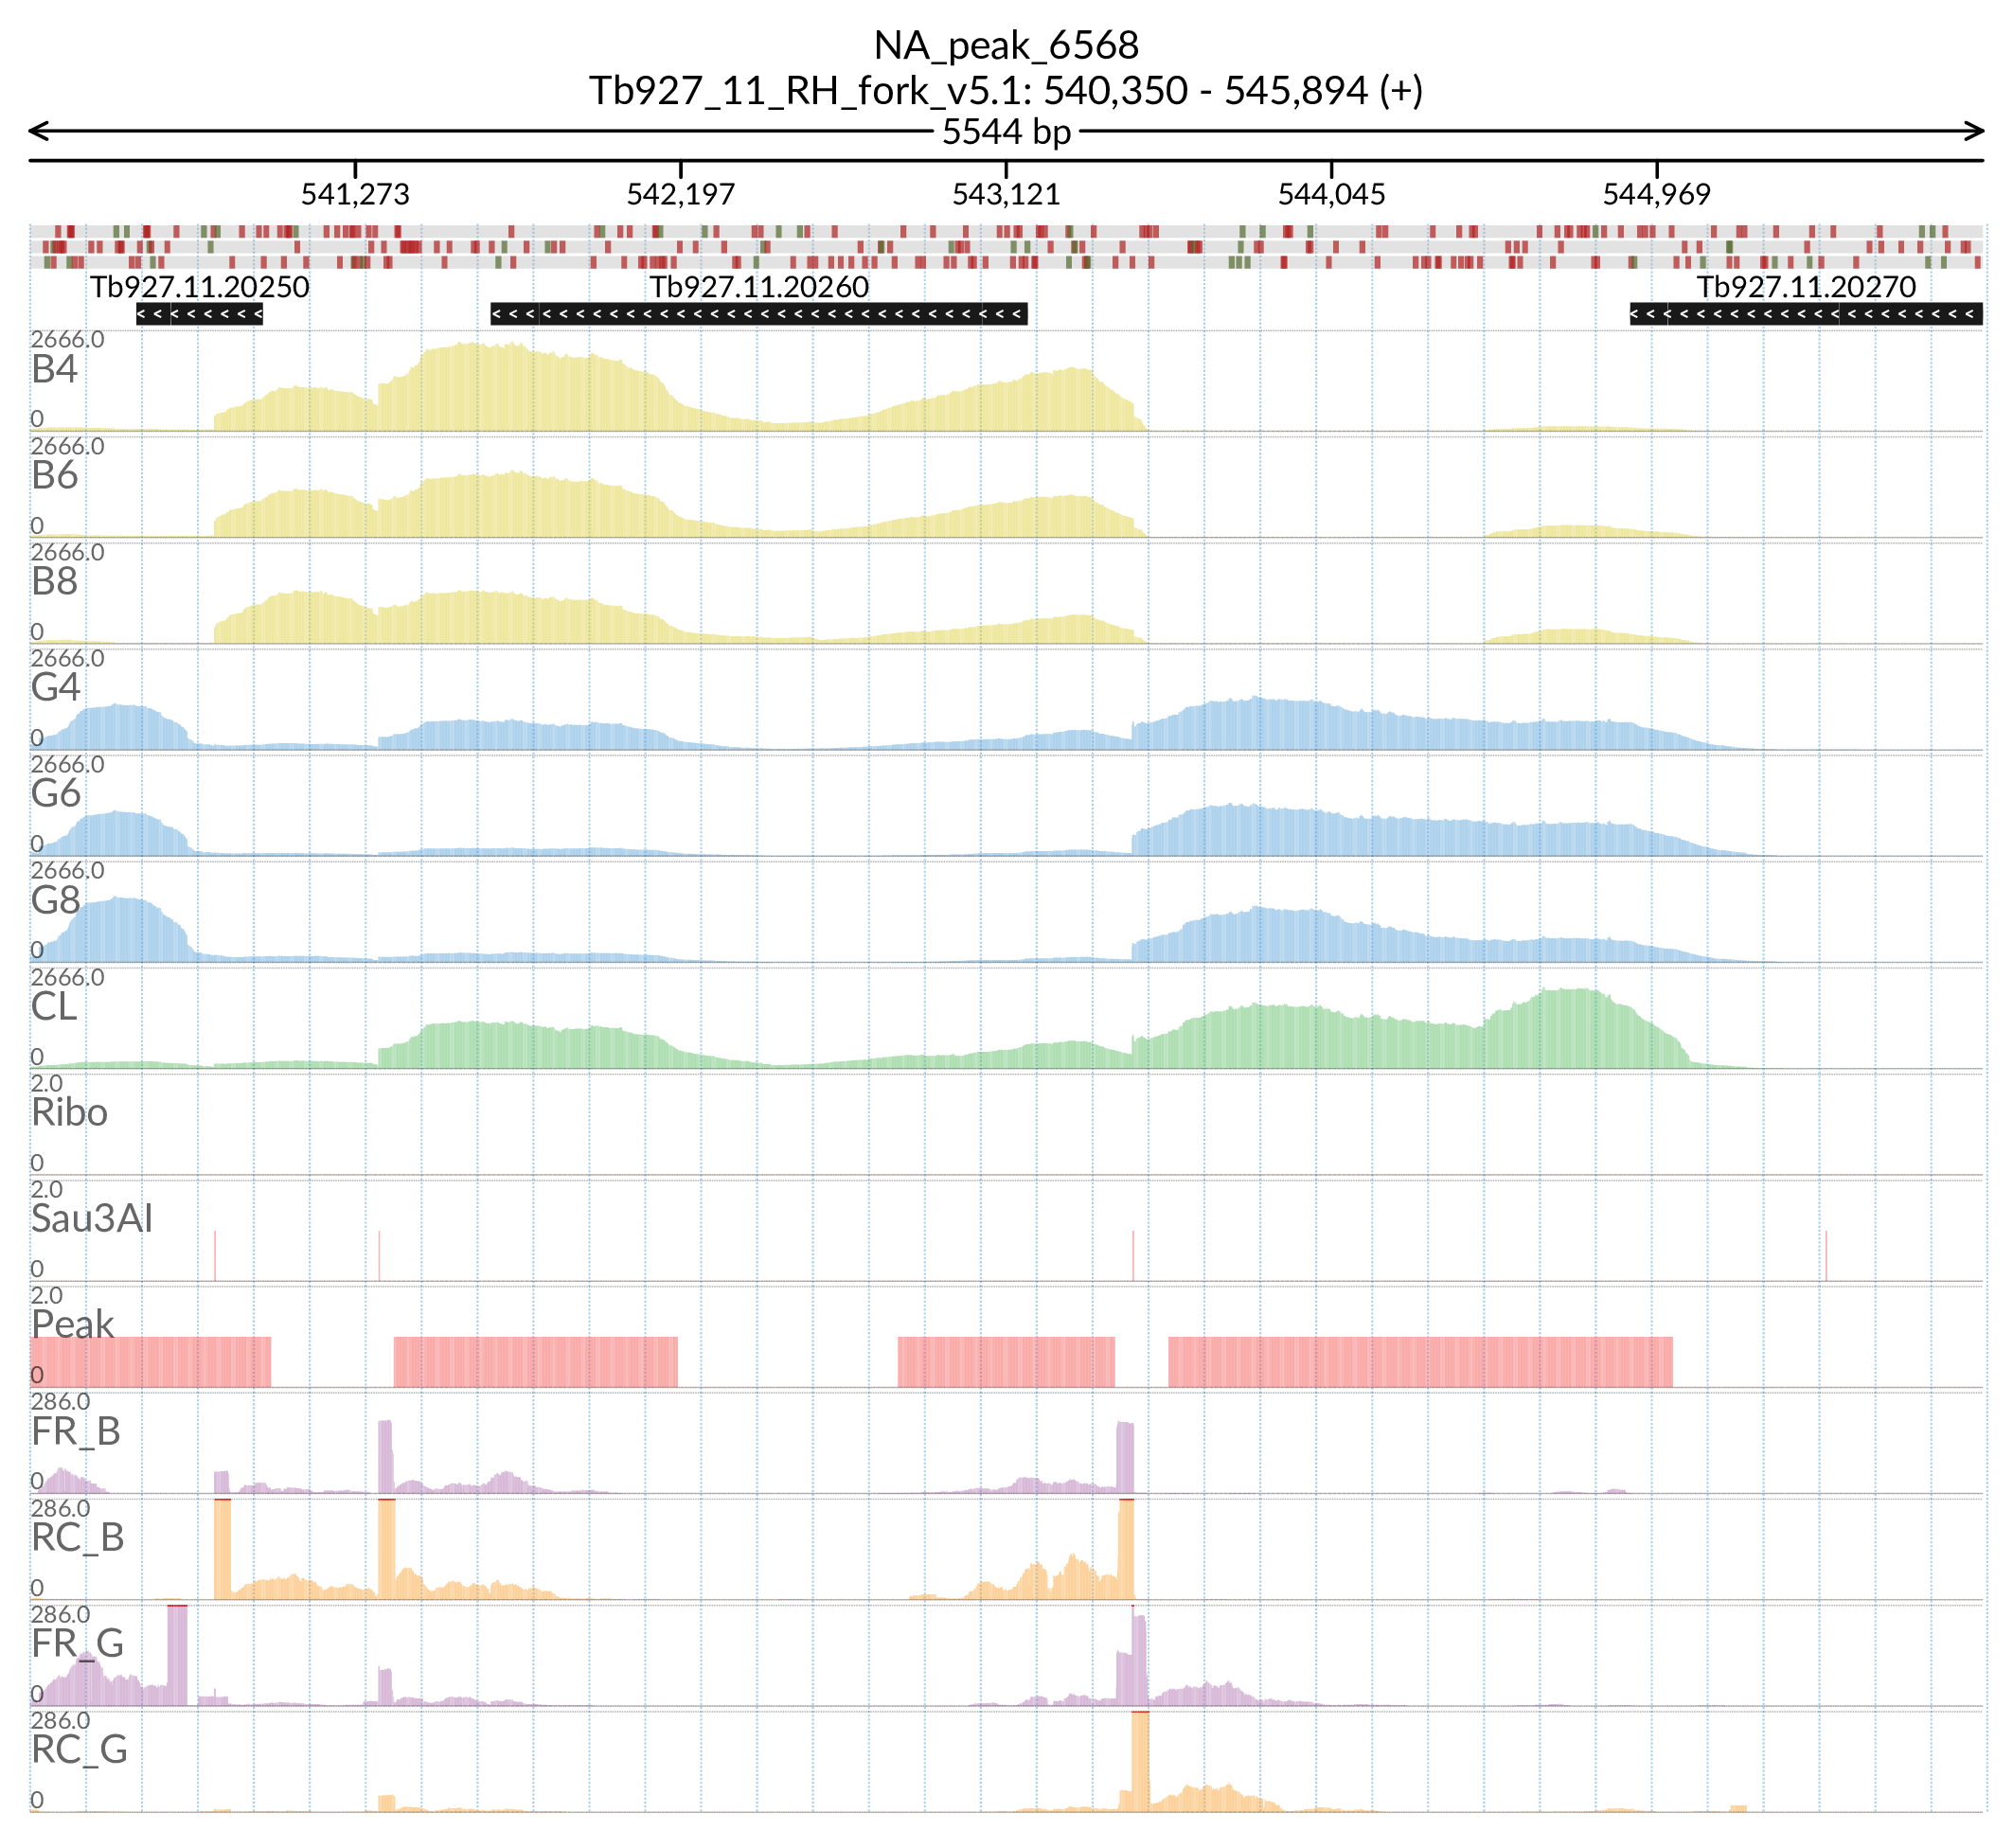 NA_peak_6568
Tb927_11_RH_fork_v5.1: 540,350 - 545,894 (+)
5544 bp
541,273 542,197 543,121 544,045 544,969
Tb927.11.20250 Tb927.11.20260 Tb927.11.20270
2666.0
B4
0
2666.0
B6
0
2666.0
B8
0
2666.0
G4
0
2666.0
G6
0
2666.0
G8
0
2666.0
CL
0
2.0
Ribo
0
2.0
Sau3AI
0
2.0
Peak
0
286.0
FR_B
0
286.0
RC_B
0
286.0
FR_G
0
286.0
RC_G
0